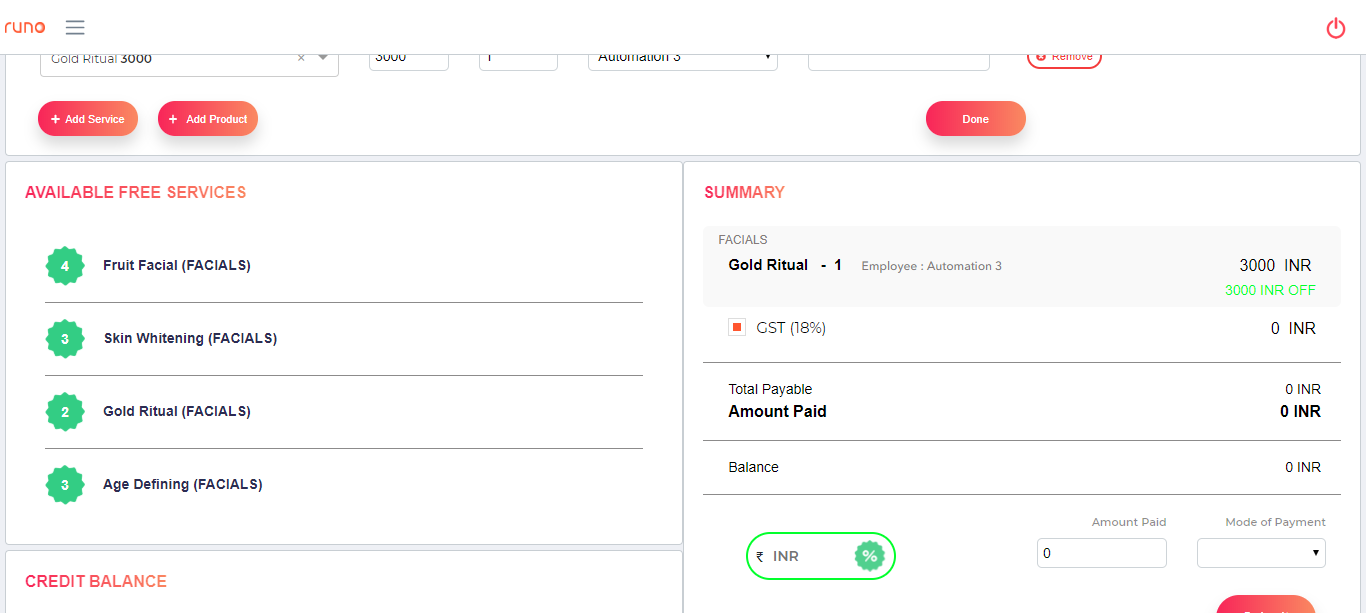 runo
Gold Ritual 3000 × 3000 1 Automation 3 Remove
+ Add Service + Add Product Done
AVAILABLE FREE SERVICES
4 Fruit Facial (FACIALS)
3 Skin Whitening (FACIALS)
2 Gold Ritual (FACIALS)
3 Age Defining (FACIALS)
CREDIT BALANCE
SUMMARY
FACIALS
Gold Ritual - 1 Employee : Automation 3 3000 INR
3000 INR OFF
GST (18%) 0 INR
Total Payable 0 INR
Amount Paid 0 INR
Balance 0 INR
Amount Paid Mode of Payment
₹ INR % 0